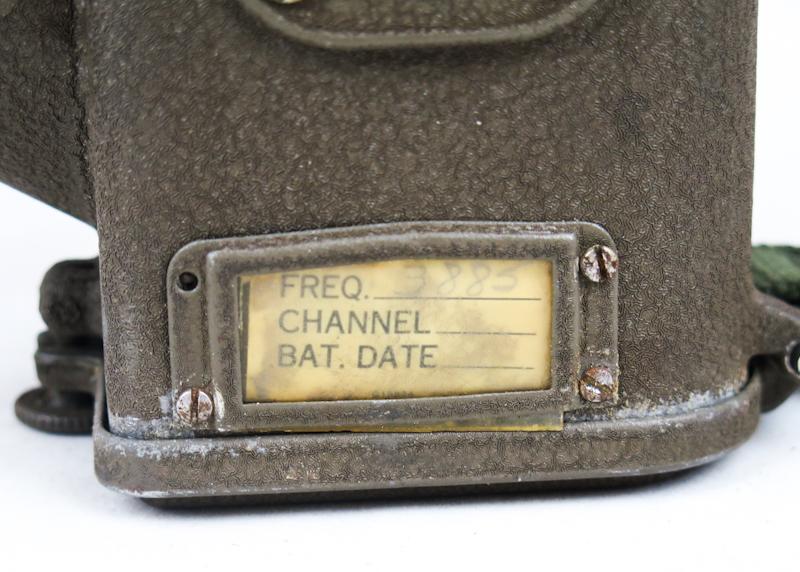 FREQ. 3885
CHANNEL
BAT. DATE